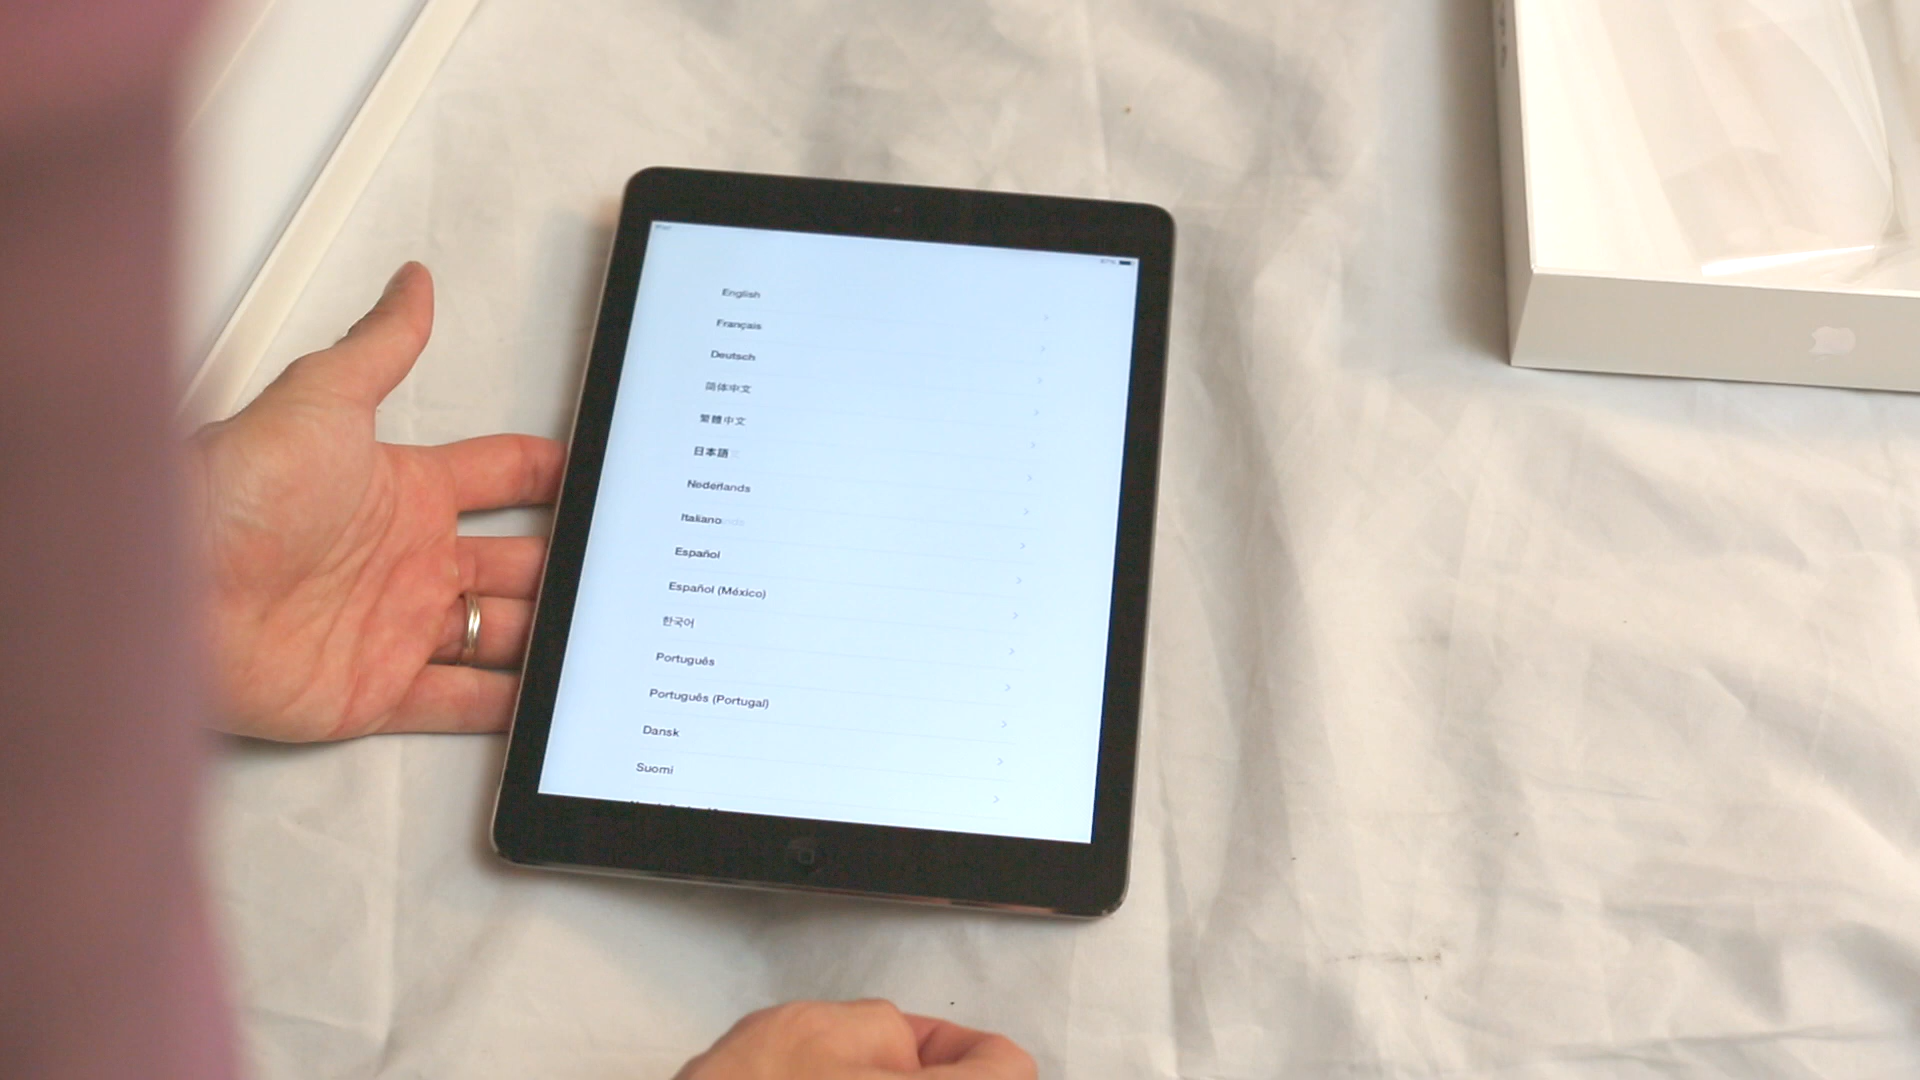 iPad
English
Français
Deutsch
简体中文
繁體中文
日本語
Nederlands
Italiano
Español
Español (México)
한국어
Português
Português (Portugal)
Dansk
Suomi